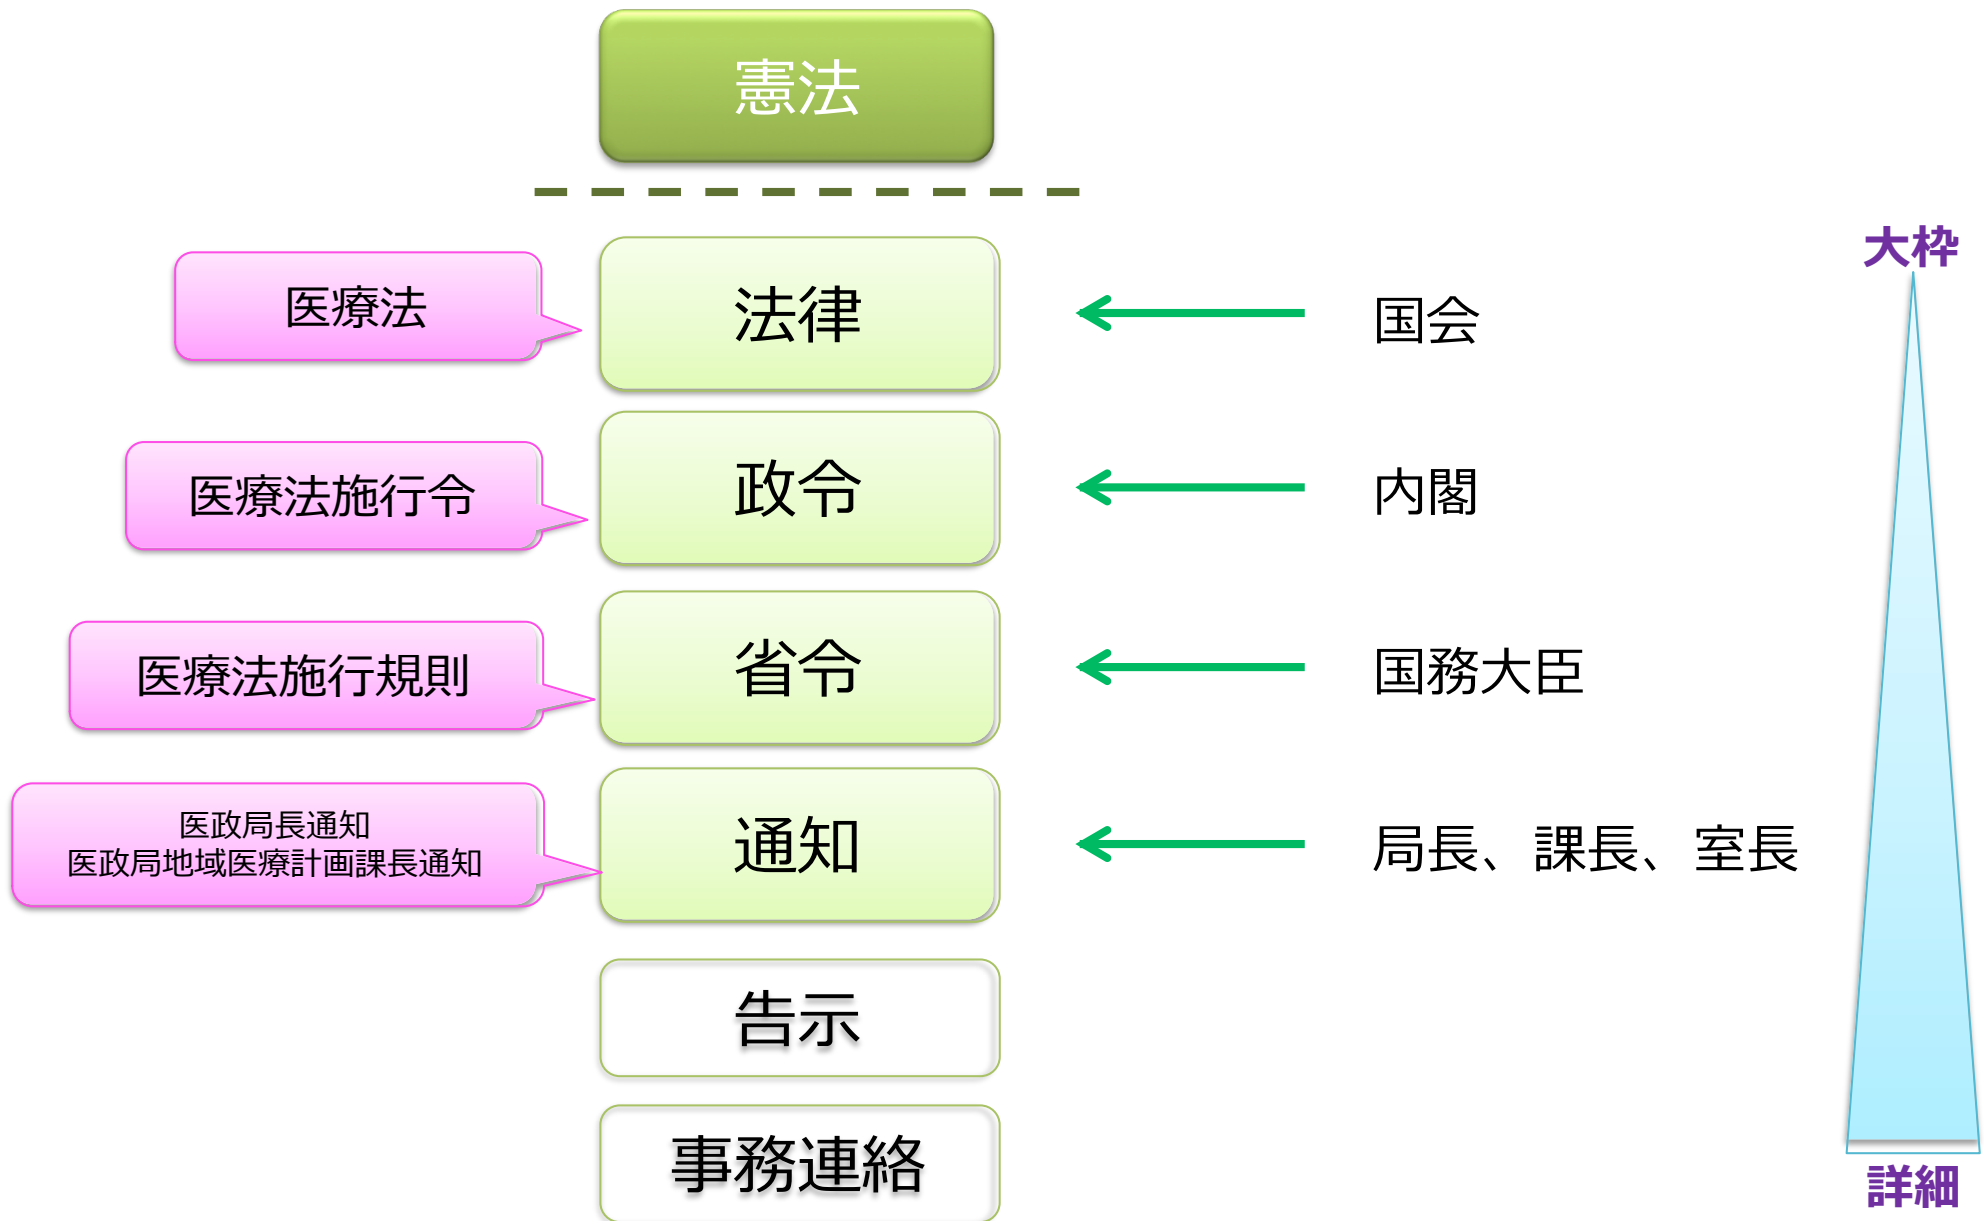 憲法
大枠
医療法
法律
国会
医療法施行令
政令
内閣
医療法施行規則
省令
国務大臣
医政局長通知
医政局地域医療計画課長通知
通知
局長、課長、室長
告示
事務連絡
詳細